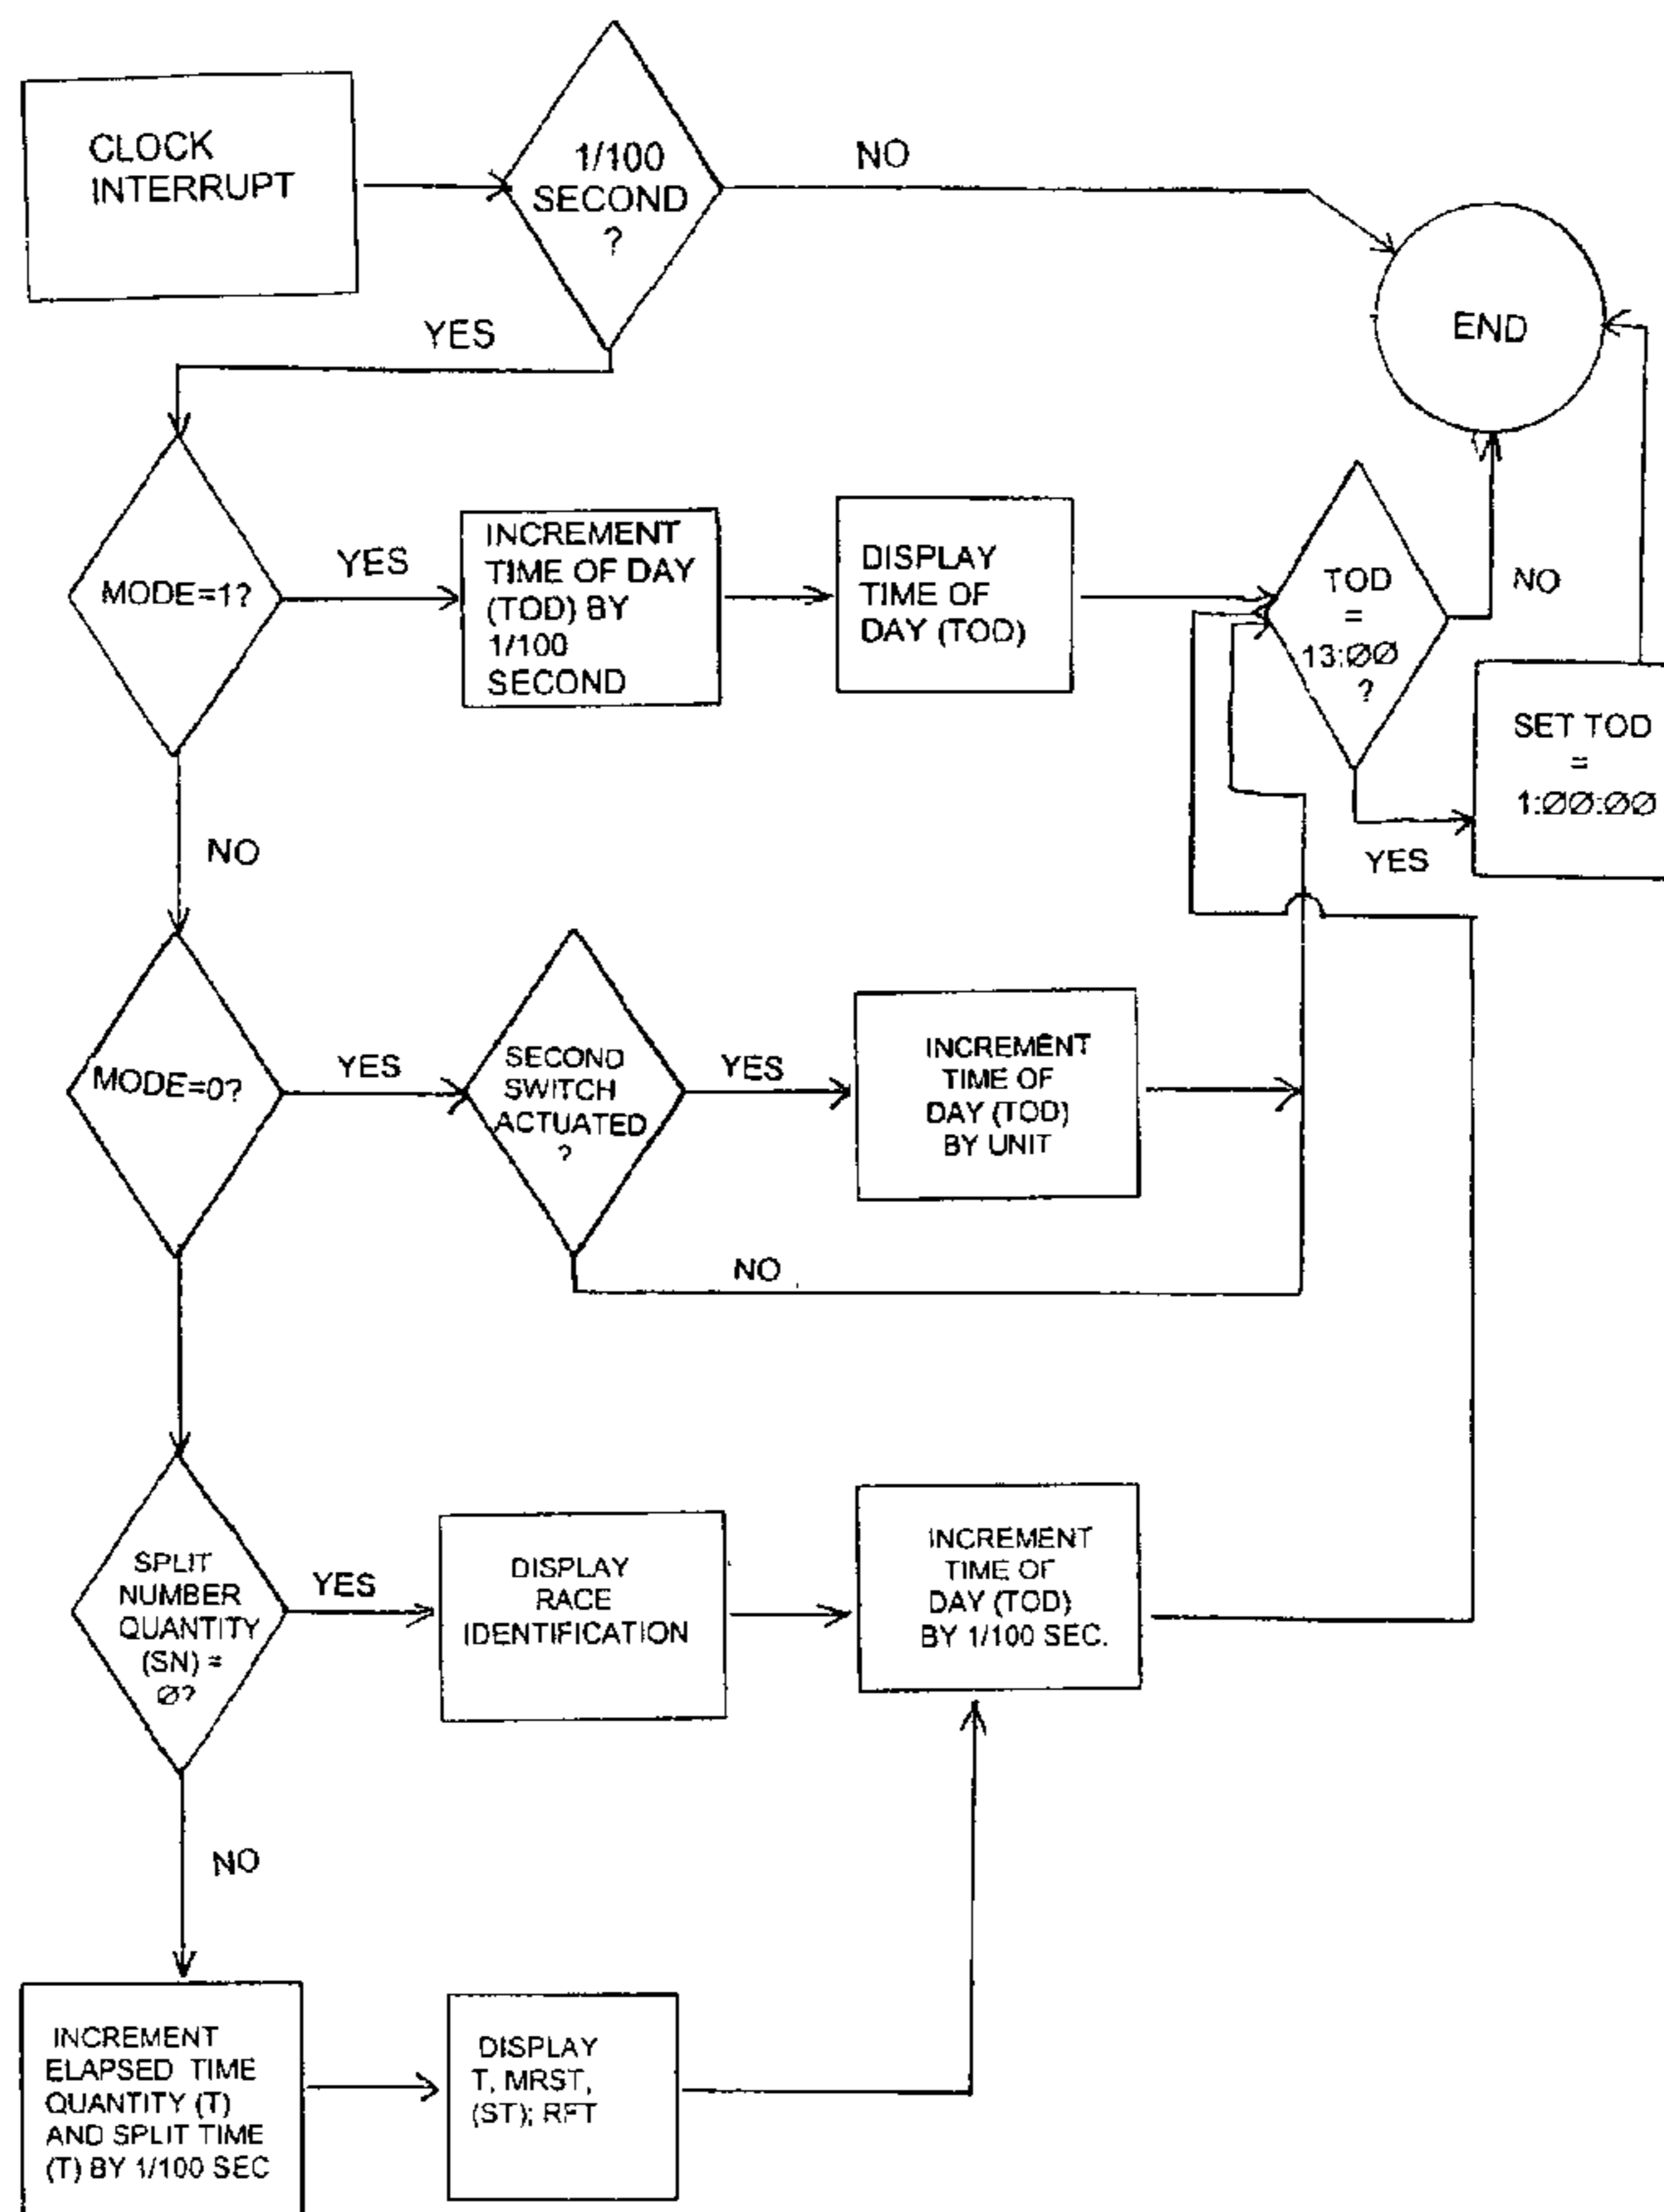 CLOCK
INTERRUPT
1/100
SECOND
?
NO
END
YES
MODE=1?
YES
INCREMENT
TIME OF DAY
(TOD) BY
1/100
SECOND
DISPLAY
TIME OF
DAY (TOD)
TOD
=
13:ØØ
?
NO
SET TOD
=
1:ØØ:ØØ
YES
NO
MODE=0?
YES
SECOND
SWITCH
ACTUATED
?
YES
INCREMENT
TIME OF
DAY (TOD)
BY UNIT
NO
SPLIT
NUMBER
QUANTITY
(SN) =
Ø?
YES
DISPLAY
RACE
IDENTIFICATION
INCREMENT
TIME OF
DAY (TOD)
BY 1/100 SEC.
NO
INCREMENT
ELAPSED TIME
QUANTITY (T)
AND SPLIT TIME
(T) BY 1/100 SEC
DISPLAY
T, MRST,
(ST); RFT